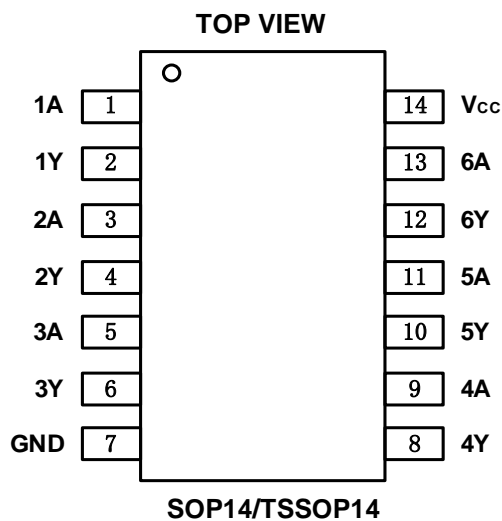 TOP VIEW
1A 1 14 Vcc
1Y 2 13 6A
2A 3 12 6Y
2Y 4 11 5A
3A 5 10 5Y
3Y 6 9 4A
GND 7 8 4Y
SOP14/TSSOP14